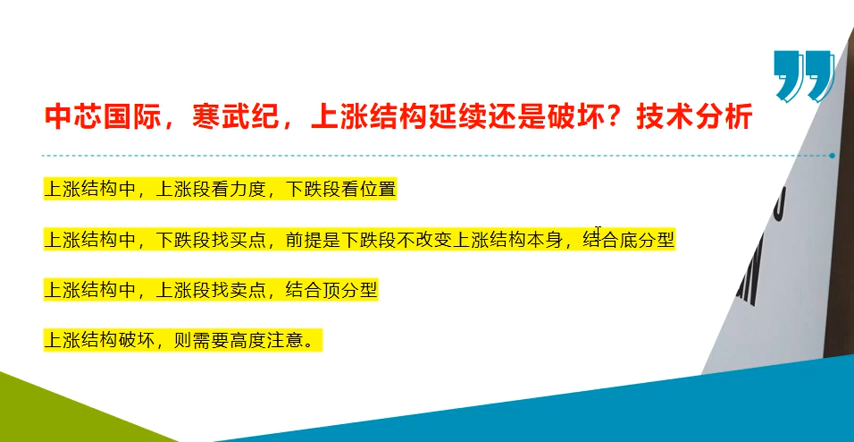 中芯国际，寒武纪，上涨结构延续还是破坏？技术分析
上涨结构中，上涨段看力度，下跌段看位置
上涨结构中，下跌段找买点，前提是下跌段不改变上涨结构本身，结合底分型
上涨结构中，上涨段找卖点，结合顶分型
上涨结构破坏，则需要高度注意。